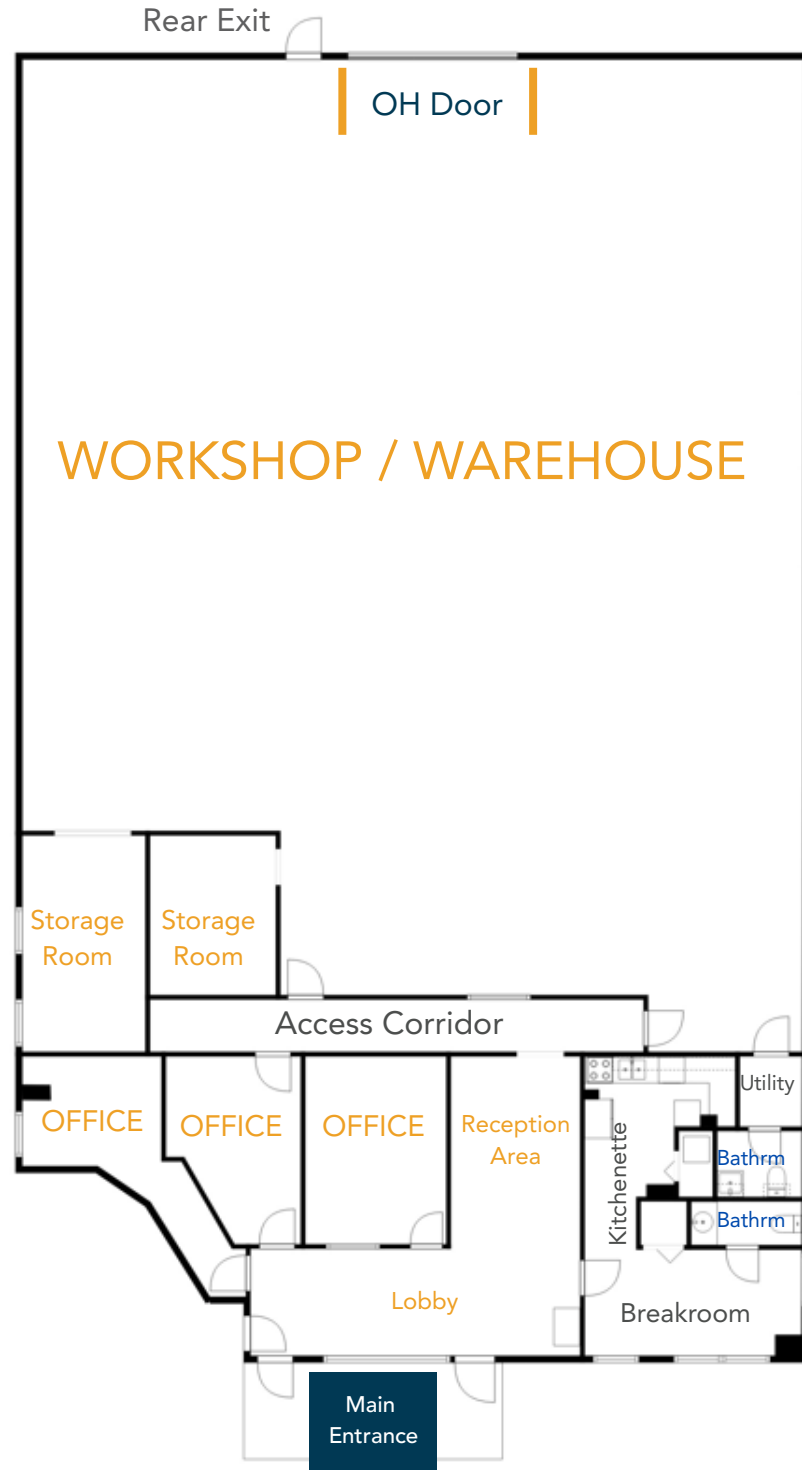 Rear Exit
OH Door
WORKSHOP / WAREHOUSE
Storage
Room
Storage
Room
Access Corridor
Utility
OFFICE
OFFICE
OFFICE
Reception
Area
Kitchenette
Bathrm
Bathrm
Lobby
Breakroom
Main
Entrance